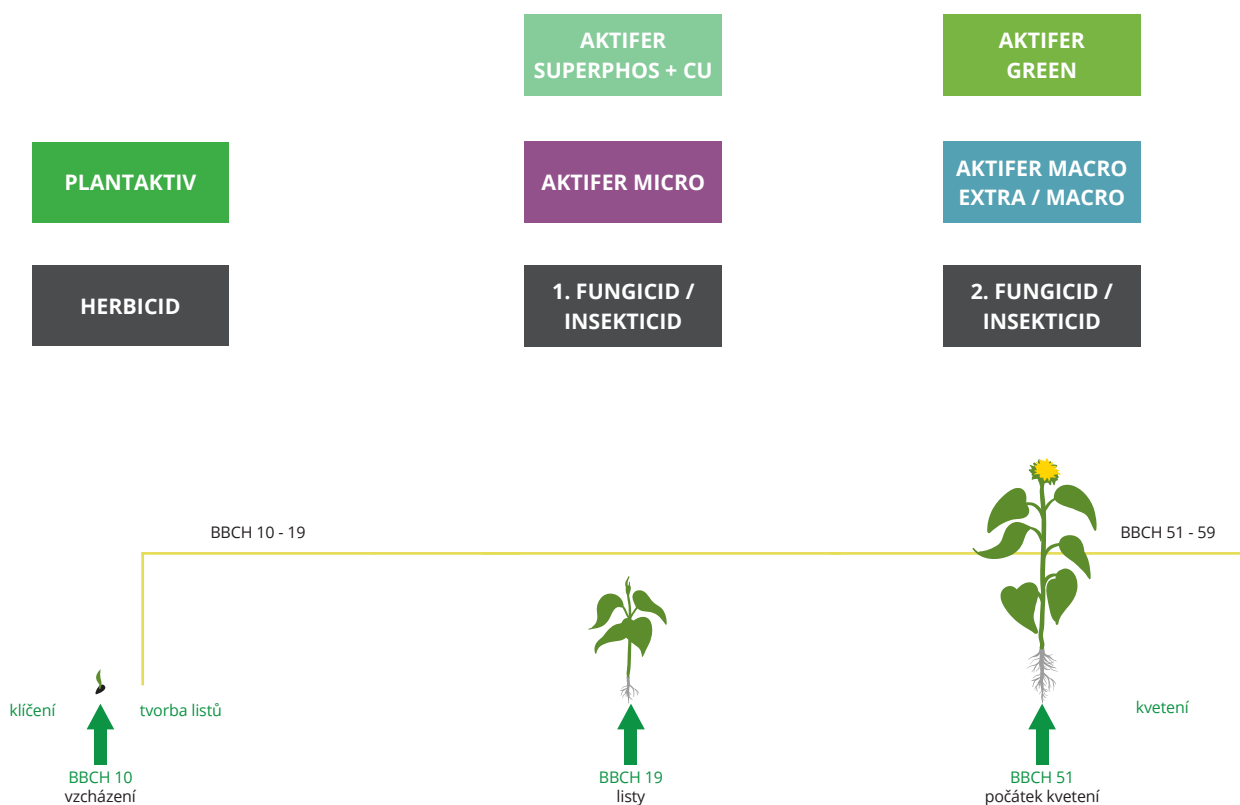 AKTIFER
SUPERPHOS + CU
AKTIFER
GREEN
PLANTAKTIV
AKTIFER MICRO
AKTIFER MACRO
EXTRA / MACRO
HERBICID
1. FUNGICID /
INSEKTICID
2. FUNGICID /
INSEKTICID
BBCH 10 - 19
BBCH 51 - 59
klíčení
tvorba listů
kvetení
BBCH 10
vzcházení
BBCH 19
listy
BBCH 51
počátek kvetení